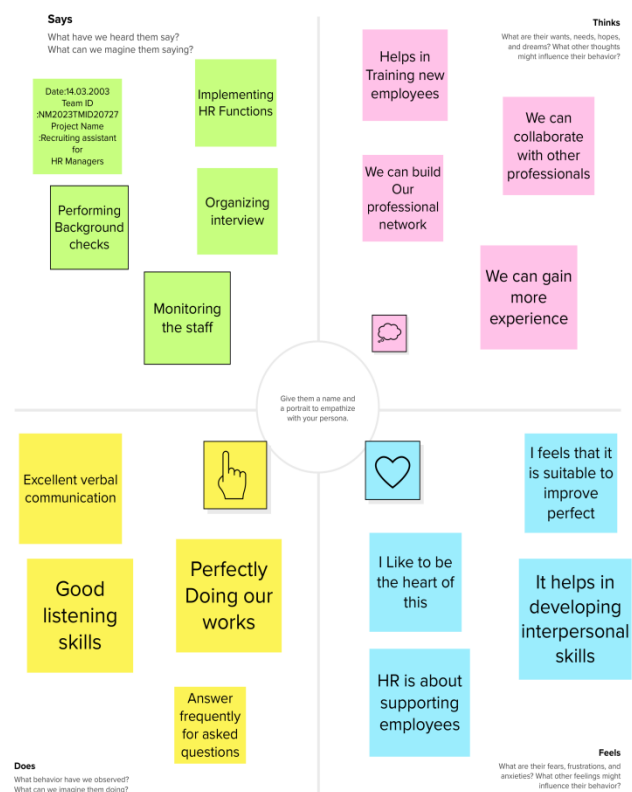 Says
What have we heard them say?
What can we magine them saying?
Date:14.03.2003
Team ID
:NM2023TMID20727
Project Name
:Recruiting assistant
for
HR Managers
Implementing
HR Functions
Performing
Background
checks
Organizing
interview
Monitoring
the staff
Thinks
What are their wants, needs, hopes,
and dreams? What other thoughts
might influence their behavior?
Helps in
Training new
employees
We can
collaborate
with other
professionals
We can build
Our
professional
network
We can gain
more
experience
Give them a name and
a portrait to empathize
with your persona.
Excellent verbal
communication
Good
listening
skills
Perfectly
Doing our
works
Answer
frequently
for asked
questions
Does
What behavior have we observed?
What can we imagine them doing?
I feels that it
is suitable to
improve
perfect
I Like to be
the heart of
this
It helps in
developing
interpersonal
skills
HR is about
supporting
employees
Feels
What are their fears, frustrations, and
anxieties? What other feelings might
influence their behavior?